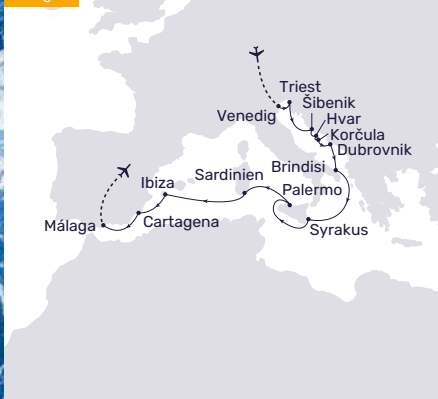 Triest
Šibenik
Venedig
Hvar
Korčula
Dubrovnik
Brindisi
Sardinien
Palermo
Ibiza
Cartagena
Málaga
Syrakus